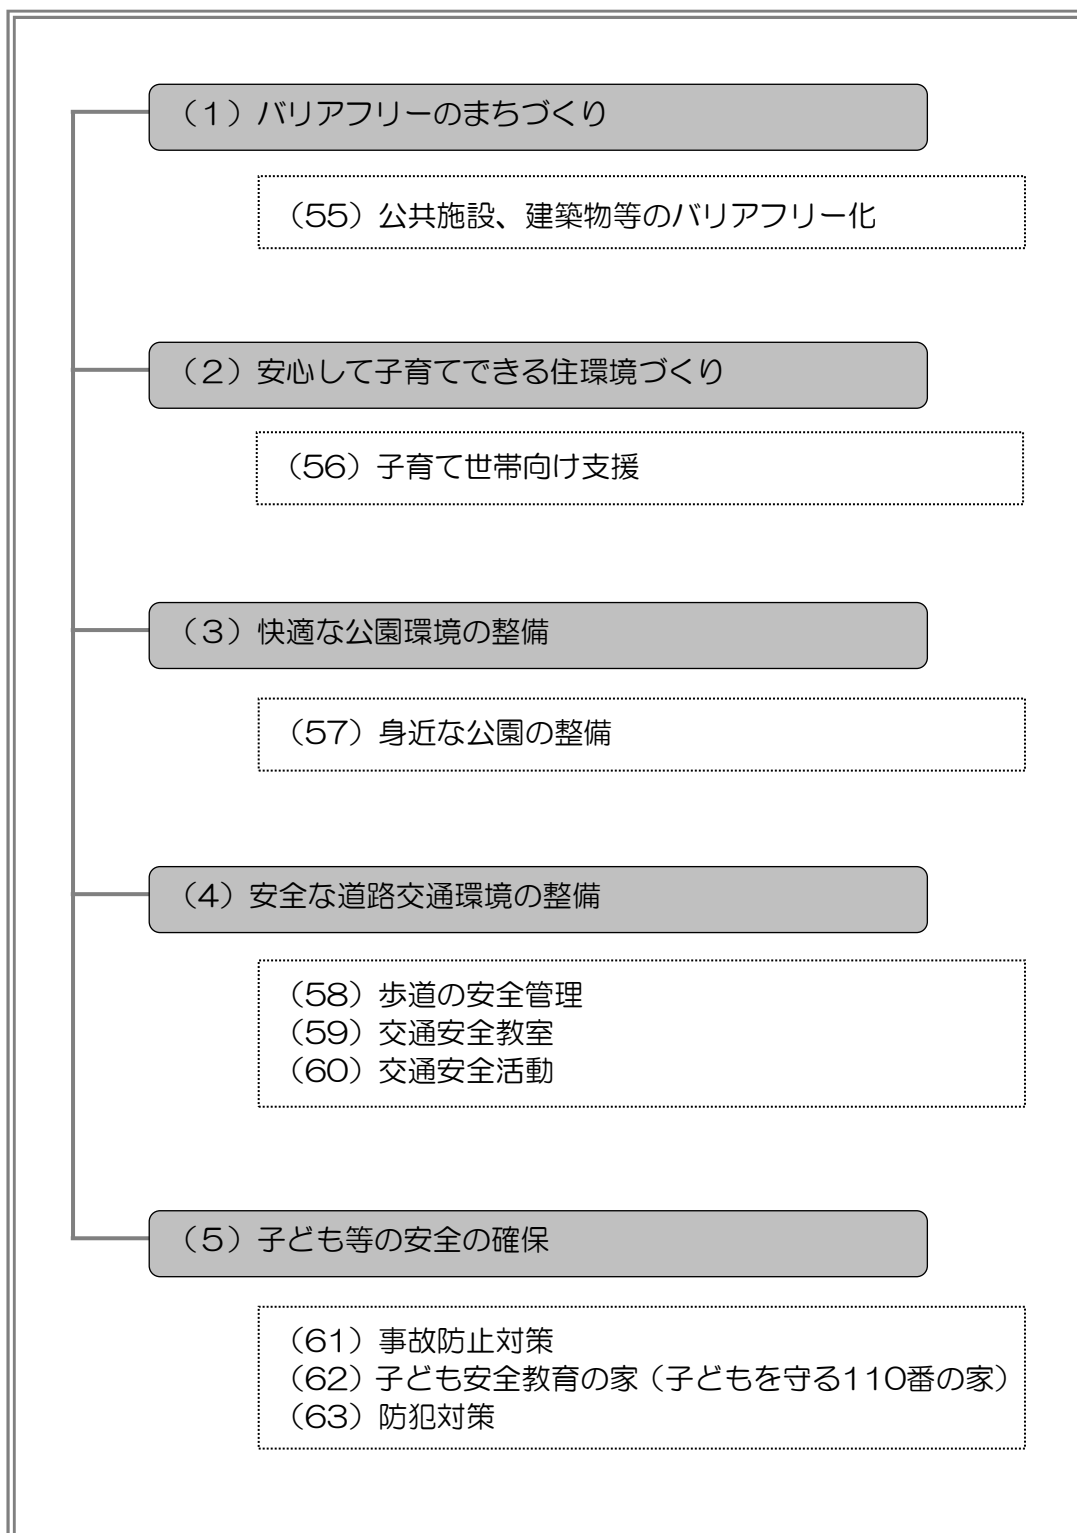 （１）バリアフリーのまちづくり
（55）公共施設、建築物等のバリアフリー化
（２）安心して子育てできる住環境づくり
（56）子育て世帯向け支援
（３）快適な公園環境の整備
（57）身近な公園の整備
（4）安全な道路交通環境の整備
（58）歩道の安全管理
（59）交通安全教室
（60）交通安全活動
（５）子ども等の安全の確保
（61）事故防止対策
（62）子ども安全教育の家（子どもを守る110番の家）
（63）防犯対策